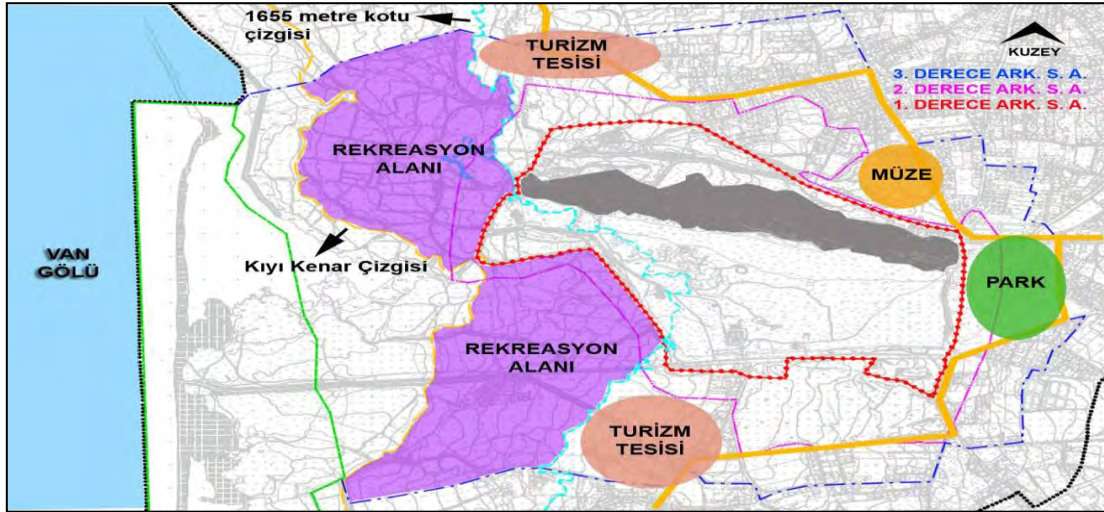 1655 metre kotu
çizgisi
TURİZM
TESİSİ
KUZEY
3. DERECE ARK. S. A.
2. DERECE ARK. S. A.
1. DERECE ARK. S. A.
REKREASYON
ALANI
MÜZE
VAN
GÖLÜ
Kıyı Kenar Çizgisi
PARK
REKREASYON
ALANI
TURİZM
TESİSİ